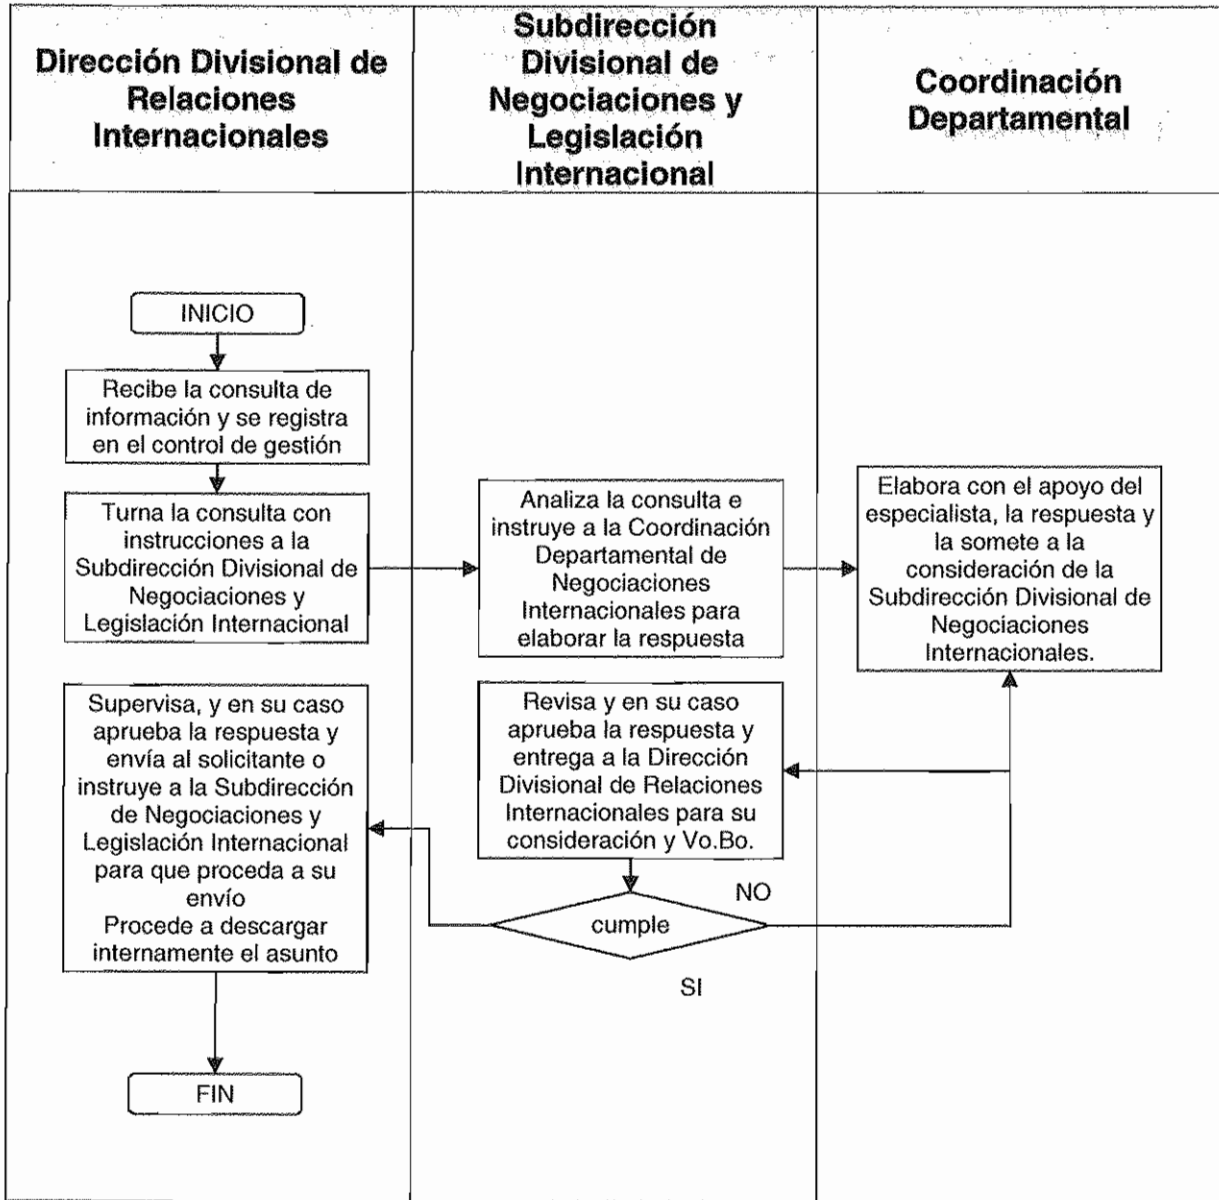 Dirección Divisional de
Relaciones
Internacionales
Subdirección
Divisional de
Negociaciones y
Legislación
Internacional
Coordinación
Departamental
INICIO
Recibe la consulta de
información y se registra
en el control de gestión
Turna la consulta con
instrucciones a la
Subdirección Divisional de
Negociaciones y
Legislación Internacional
Analiza la consulta e
instruye a la Coordinación
Departamental de
Negociaciones
Internacionales para
elaborar la respuesta
Elabora con el apoyo del
especialista, la respuesta y
la somete a la
consideración de la
Subdirección Divisional de
Negociaciones
Internacionales.
Revisa y en su caso
aprueba la respuesta y
entrega a la Dirección
Divisional de Relaciones
Internacionales para su
consideración y Vo.Bo.
cumple
NO
SI
Supervisa, y en su caso
aprueba la respuesta y
envía al solicitante o
instruye a la Subdirección
de Negociaciones y
Legislación Internacional
para que proceda a su
envío
Procede a descargar
internamente el asunto
FIN